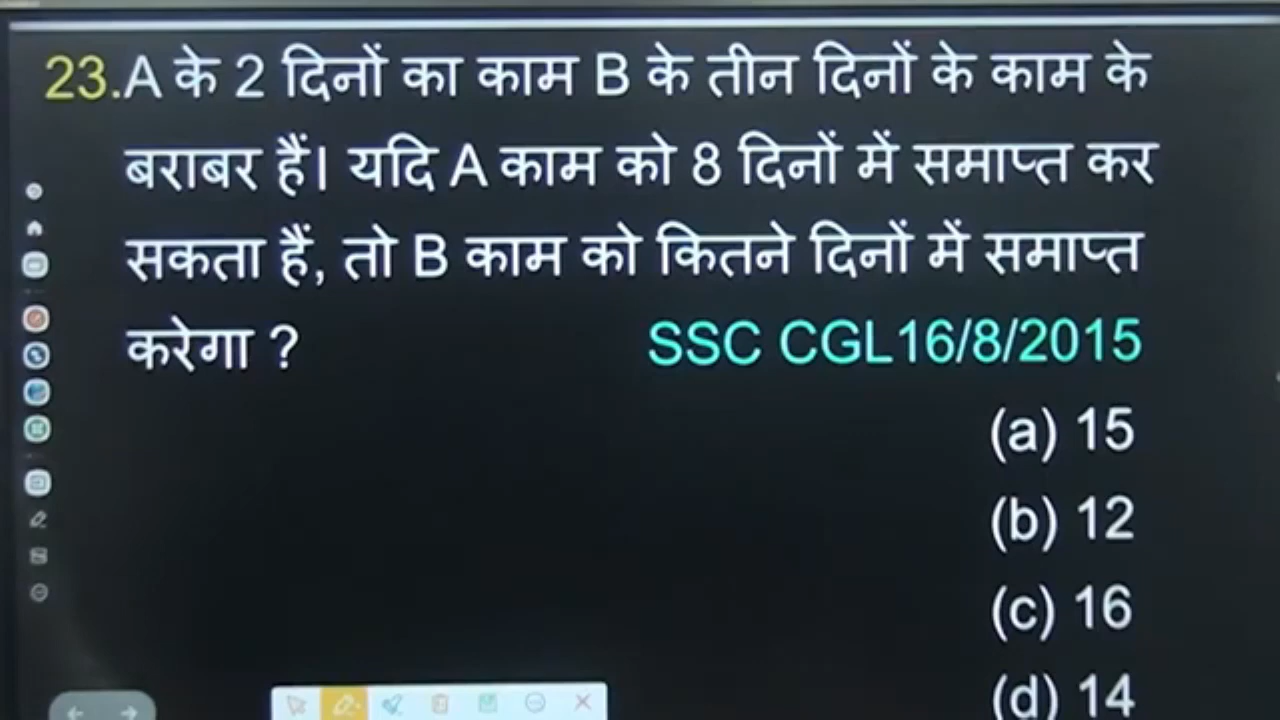 23.A के 2 दिनों का काम B के तीन दिनों के काम के
बराबर हैं। यदि A काम को 8 दिनों में समाप्त कर
सकता हैं, तो B काम को कितने दिनों में समाप्त
करेगा ?
SSC CGL16/8/2015
(a) 15
(b) 12
(c) 16
(d) 14